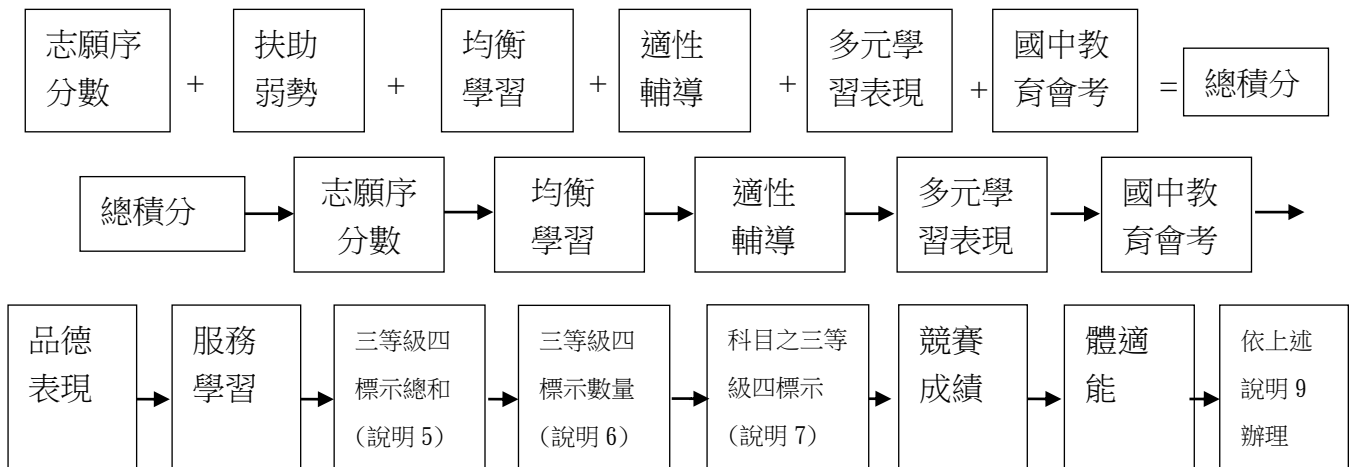 志願序 扶助 均衡 適性 多元學 國中教
分數 + 弱勢 + 學習 + 輔導 + 習表現 + 育會考 = 總積分
志願序 均衡 適性 多元學 國中教
總積分 分數 學習 輔導 習表現 育會考
品德 服務 三等級四 三等級四 科目之三等 競賽 體適 依上述
表現 學習 標示總和 標示數量 級四標示 成績 能 說明 9
(說明 5) (說明 6) (說明 7) 辦理